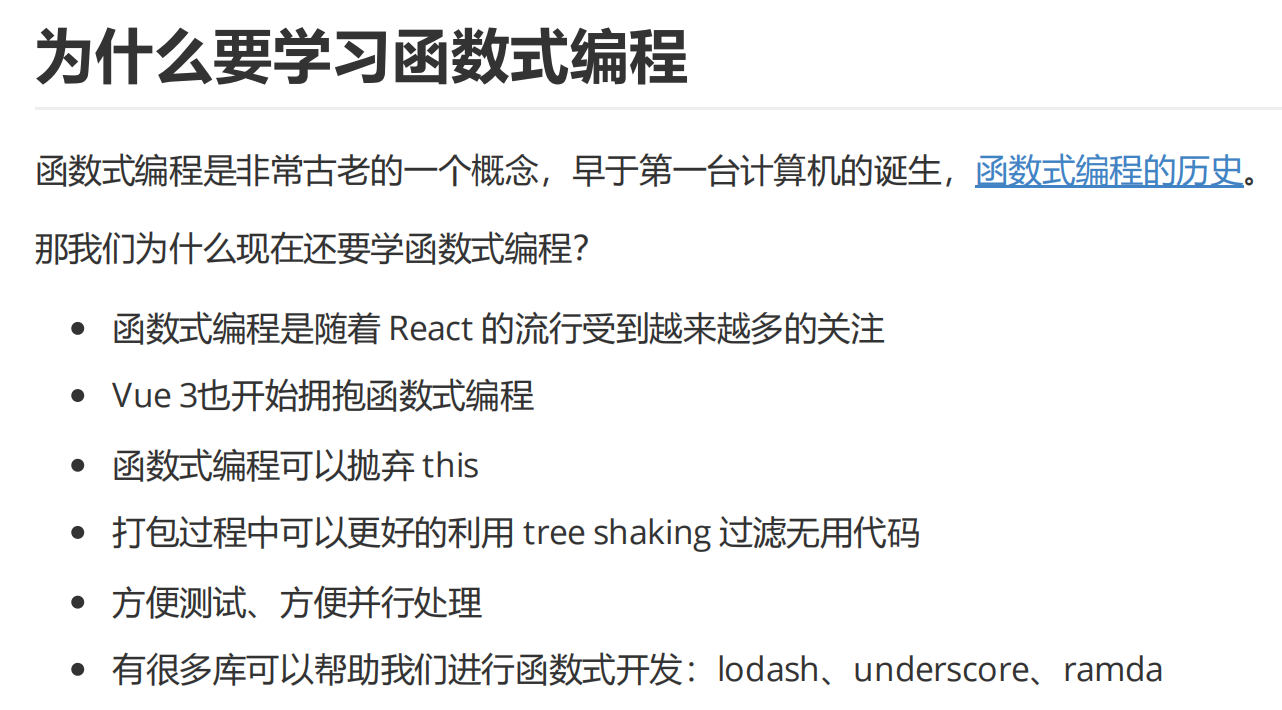 为什么要学习函数式编程
函数式编程是非常古老的一个概念，早于第一台计算机的诞生，函数式编程的历史。
那我们为什么现在还要学函数式编程？
• 函数式编程是随着 React 的流行受到越来越多的关注
• Vue 3也开始拥抱函数式编程
• 函数式编程可以抛弃 this
• 打包过程中可以更好的利用 tree shaking 过滤无用代码
• 方便测试、方便并行处理
• 有很多库可以帮助我们进行函数式开发：lodash、underscore、ramda